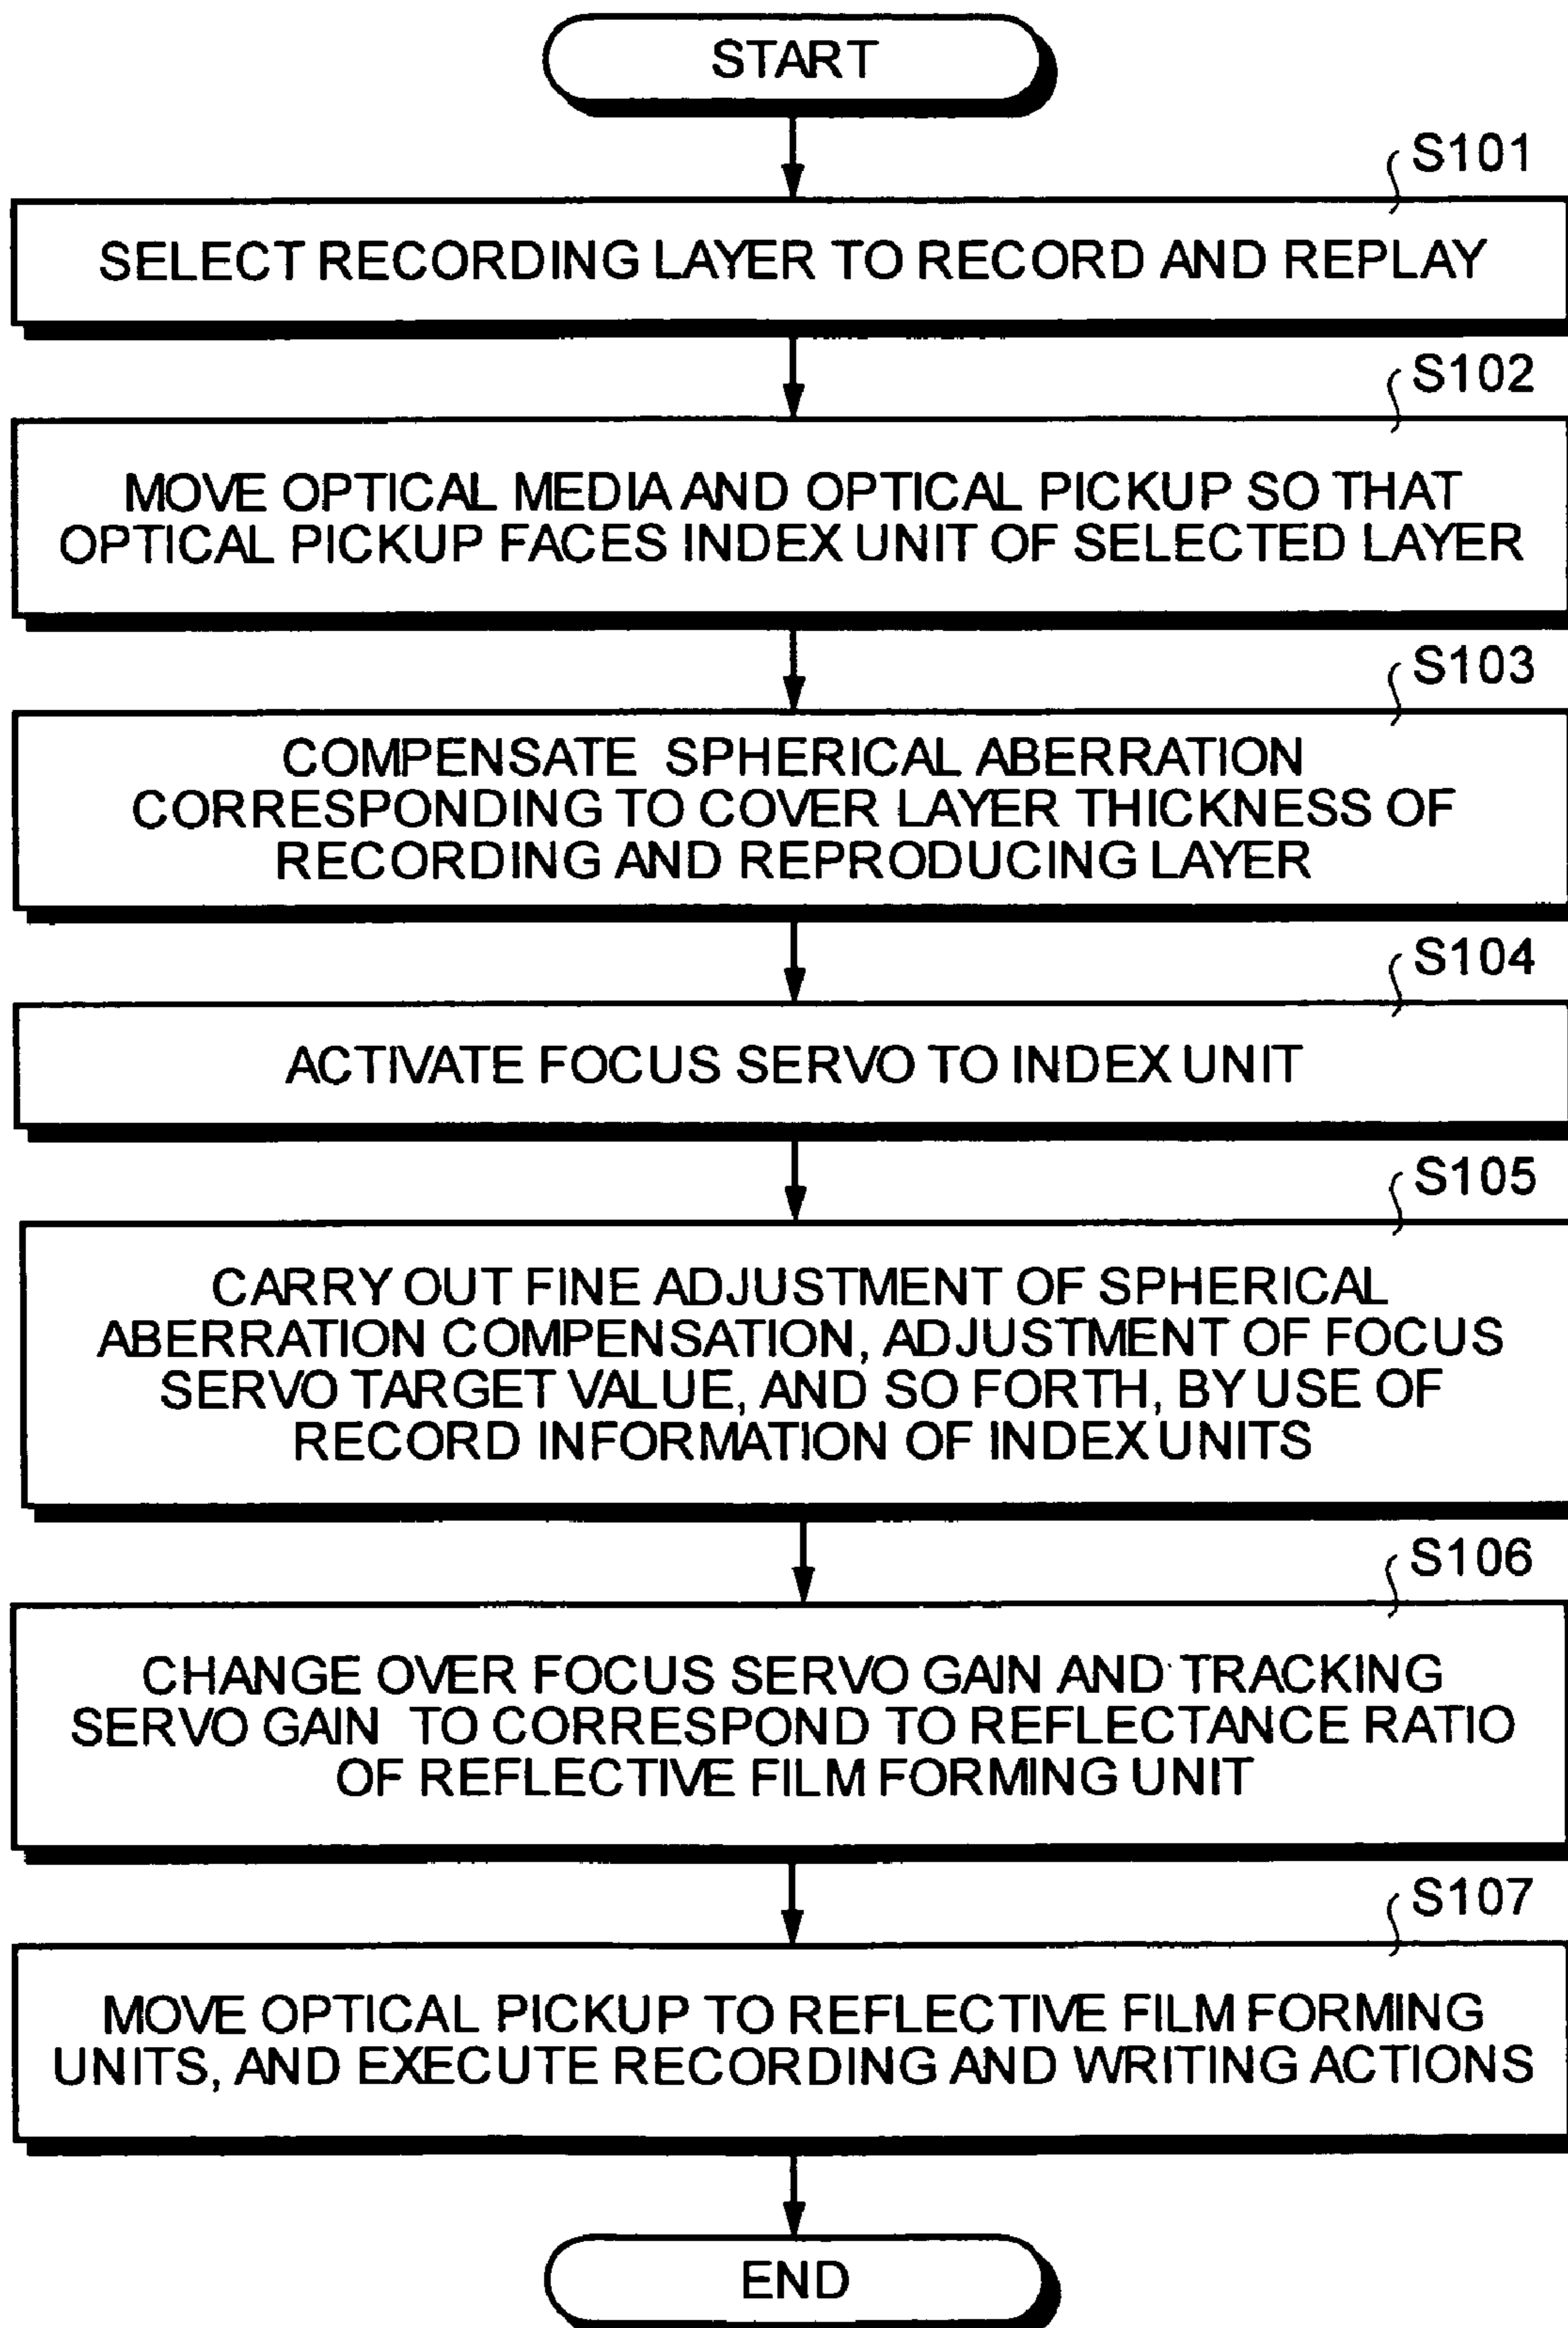 START
S101
SELECT RECORDING LAYER TO RECORD AND REPLAY
S102
MOVE OPTICAL MEDIA AND OPTICAL PICKUP SO THAT
OPTICAL PICKUP FACES INDEX UNIT OF SELECTED LAYER
S103
COMPENSATE SPHERICAL ABERRATION
CORRESPONDING TO COVER LAYER THICKNESS OF
RECORDING AND REPRODUCING LAYER
S104
ACTIVATE FOCUS SERVO TO INDEX UNIT
S105
CARRY OUT FINE ADJUSTMENT OF SPHERICAL
ABERRATION COMPENSATION, ADJUSTMENT OF FOCUS
SERVO TARGET VALUE, AND SO FORTH, BY USE OF
RECORD INFORMATION OF INDEX UNITS
S106
CHANGE OVER FOCUS SERVO GAIN AND TRACKING
SERVO GAIN TO CORRESPOND TO REFLECTANCE RATIO
OF REFLECTIVE FILM FORMING UNIT
S107
MOVE OPTICAL PICKUP TO REFLECTIVE FILM FORMING
UNITS, AND EXECUTE RECORDING AND WRITING ACTIONS
END